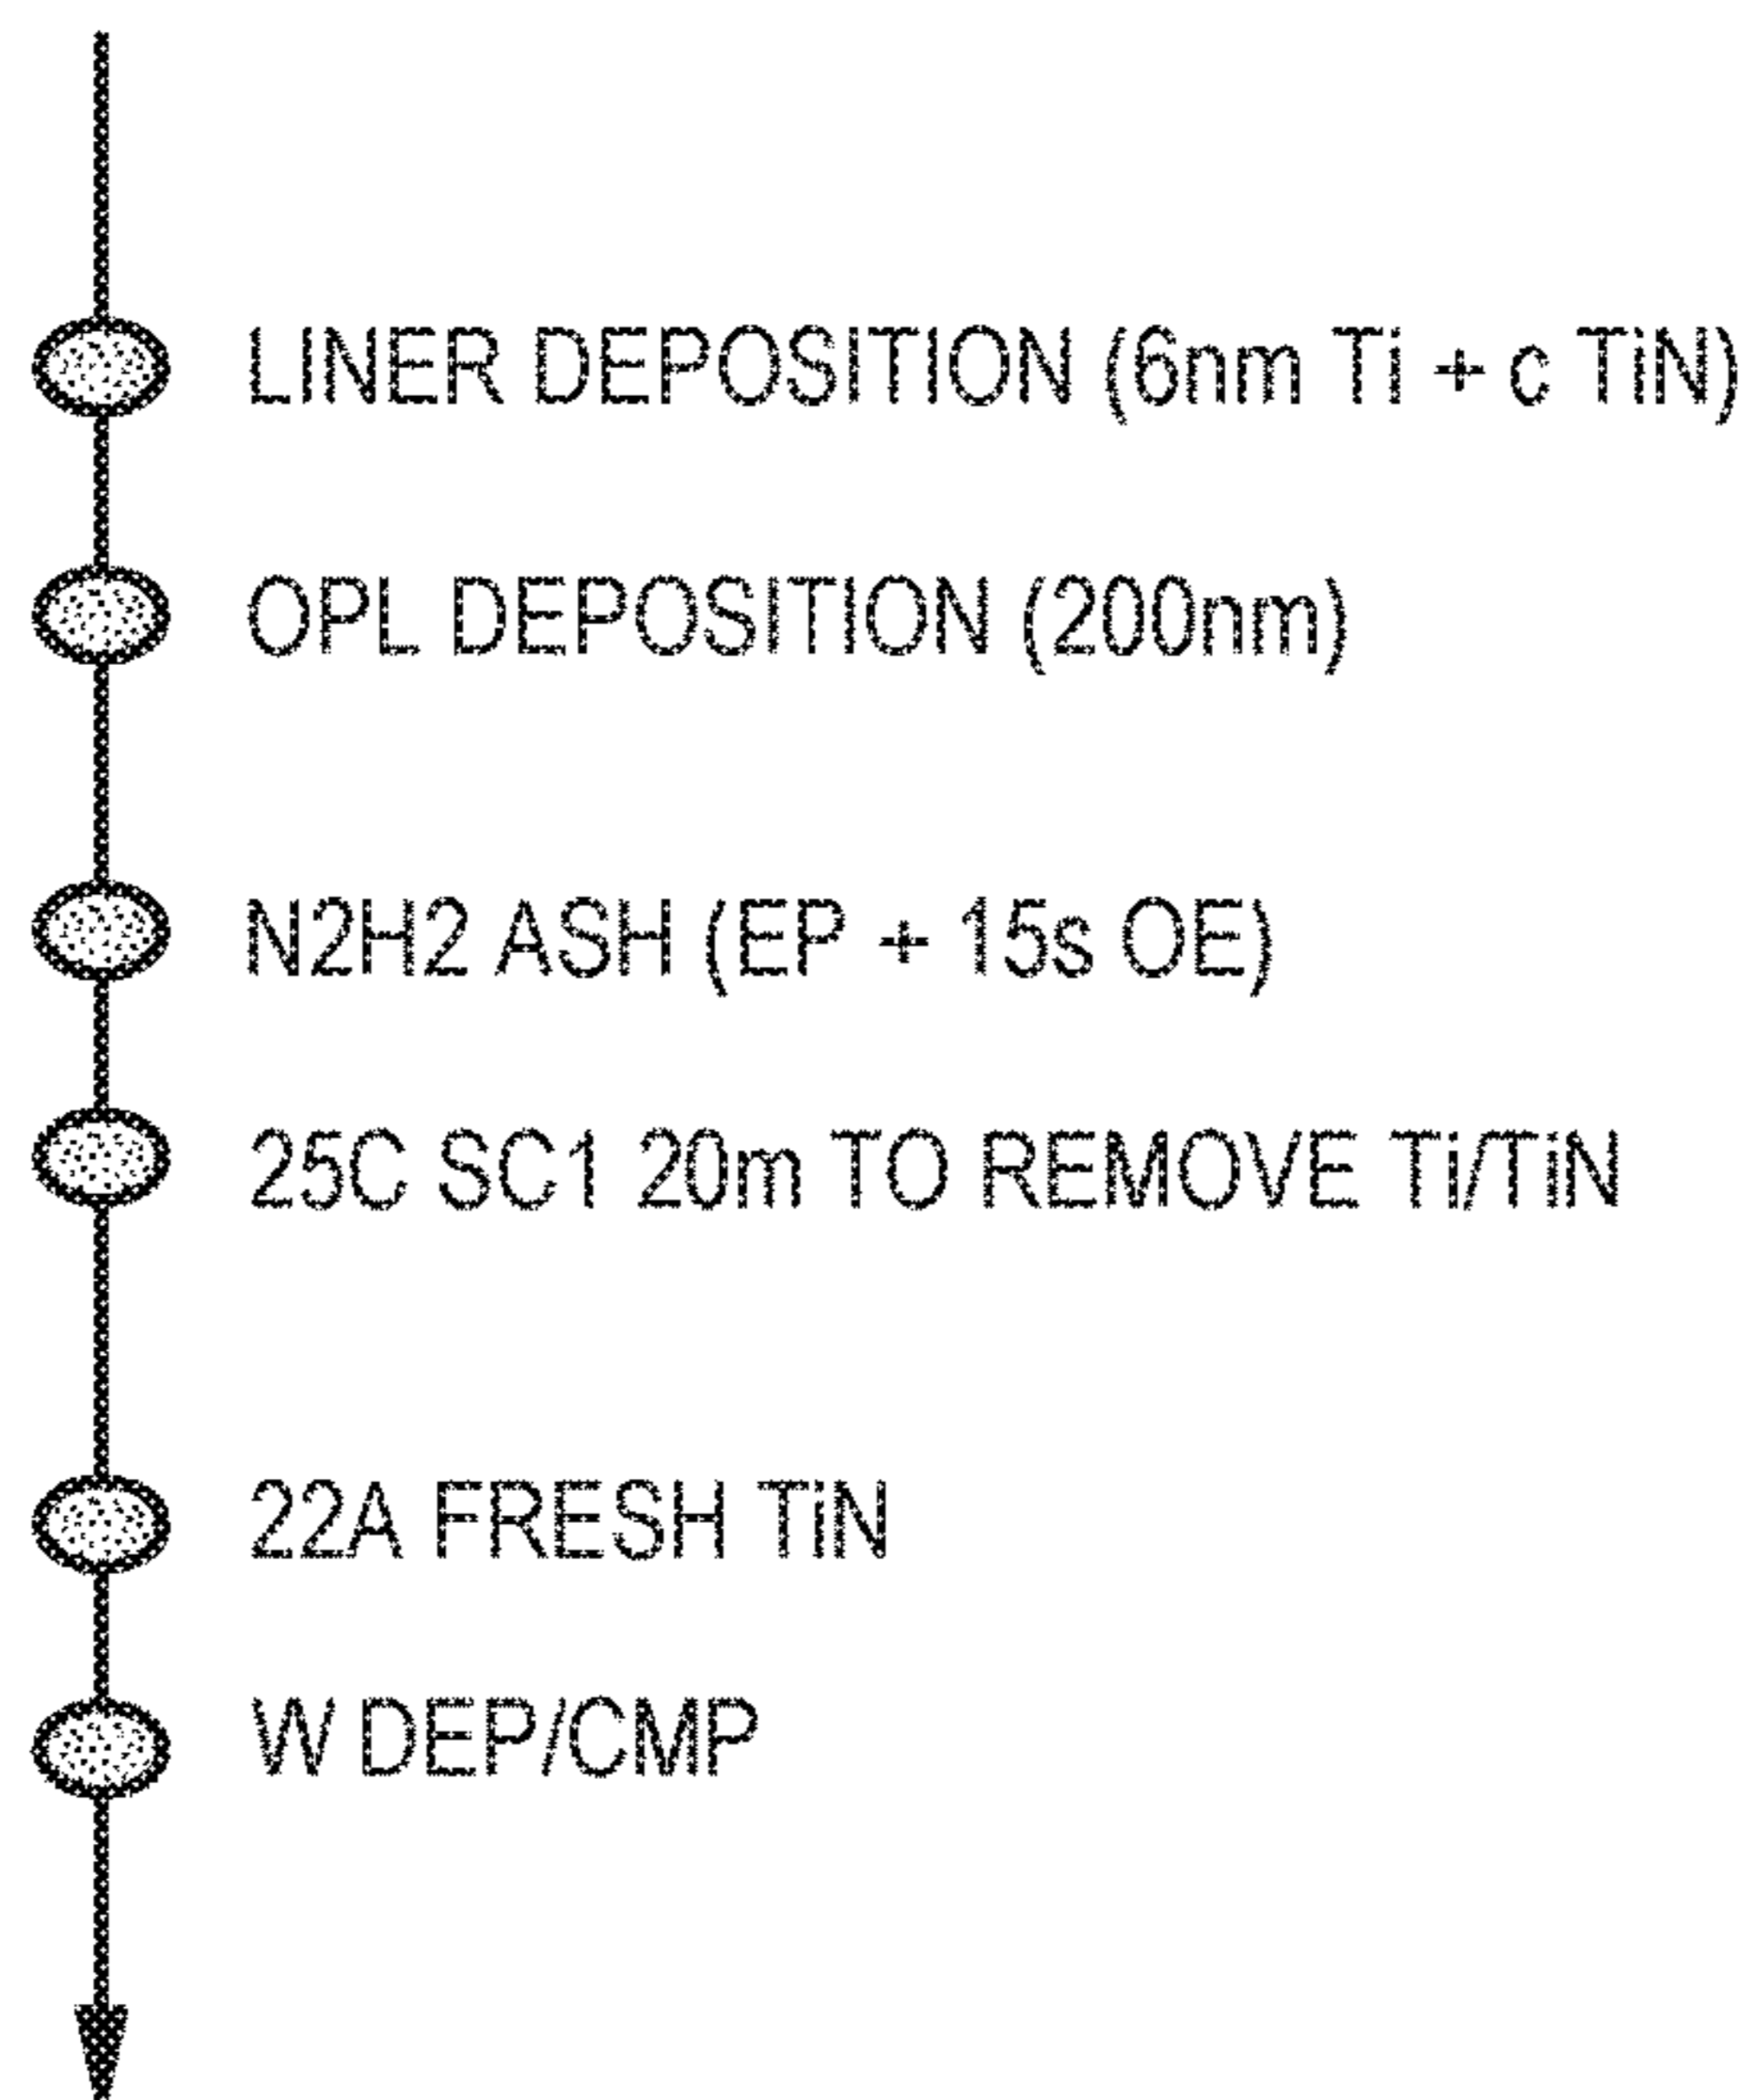 LINER DEPOSITION (6nm Ti + c TiN)
OPL DEPOSITION (200nm)
N2H2 ASH (EP + 15s OE)
25C SC1 20m TO REMOVE Ti/TiN
22A FRESH TiN
W DEP/CMP